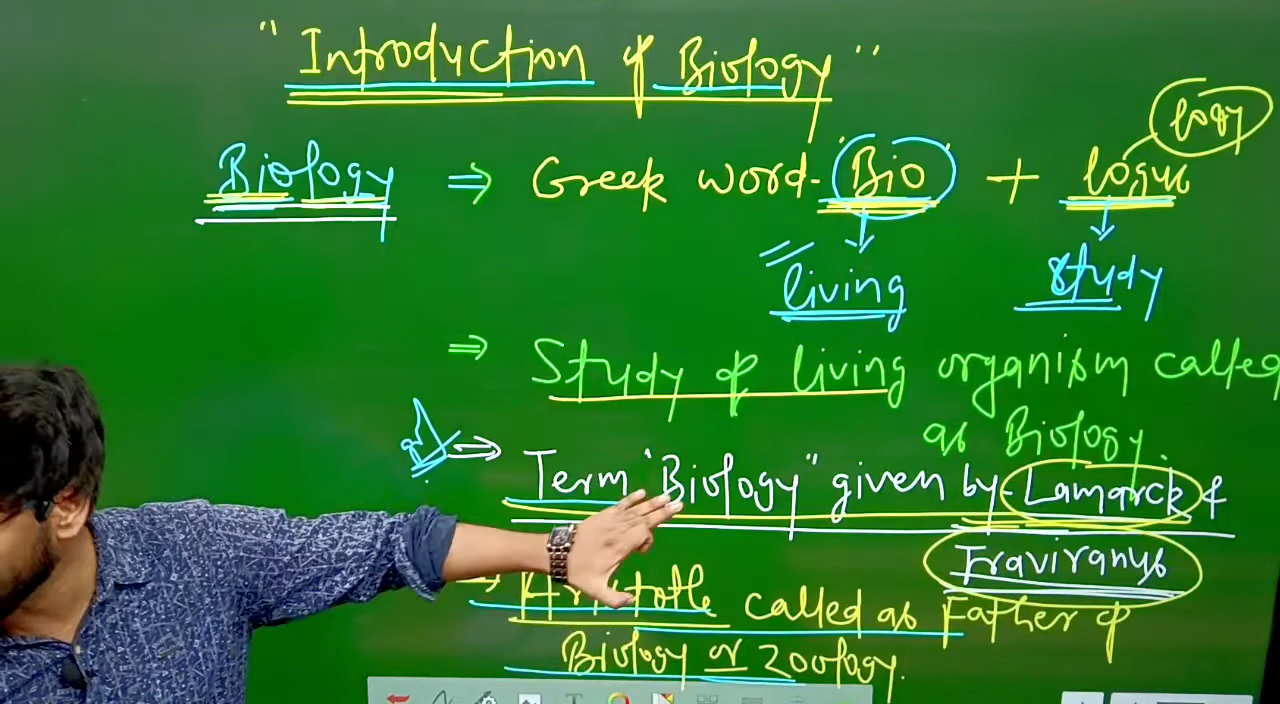 "Introduction of Biology"
logy
Biology ⇒ Greek word - Bio + logus
living study
⇒ Study of living organism called
as Biology.
⇒ Term "Biology" given by - Lamarck &
Traviranus
→ Aristotle called as Father of
Biology or Zoology.